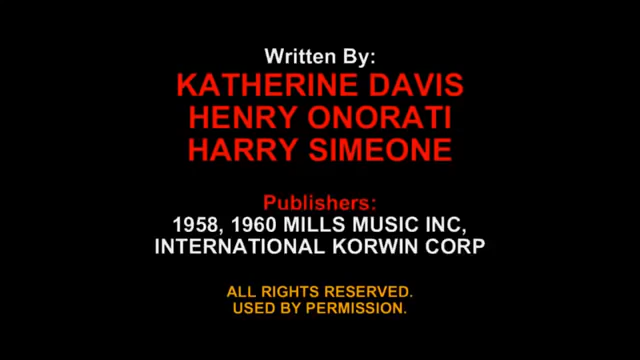 Written By:
KATHERINE DAVIS
HENRY ONORATI
HARRY SIMEONE
Publishers:
1958, 1960 MILLS MUSIC INC,
INTERNATIONAL KORWIN CORP
ALL RIGHTS RESERVED.
USED BY PERMISSION.